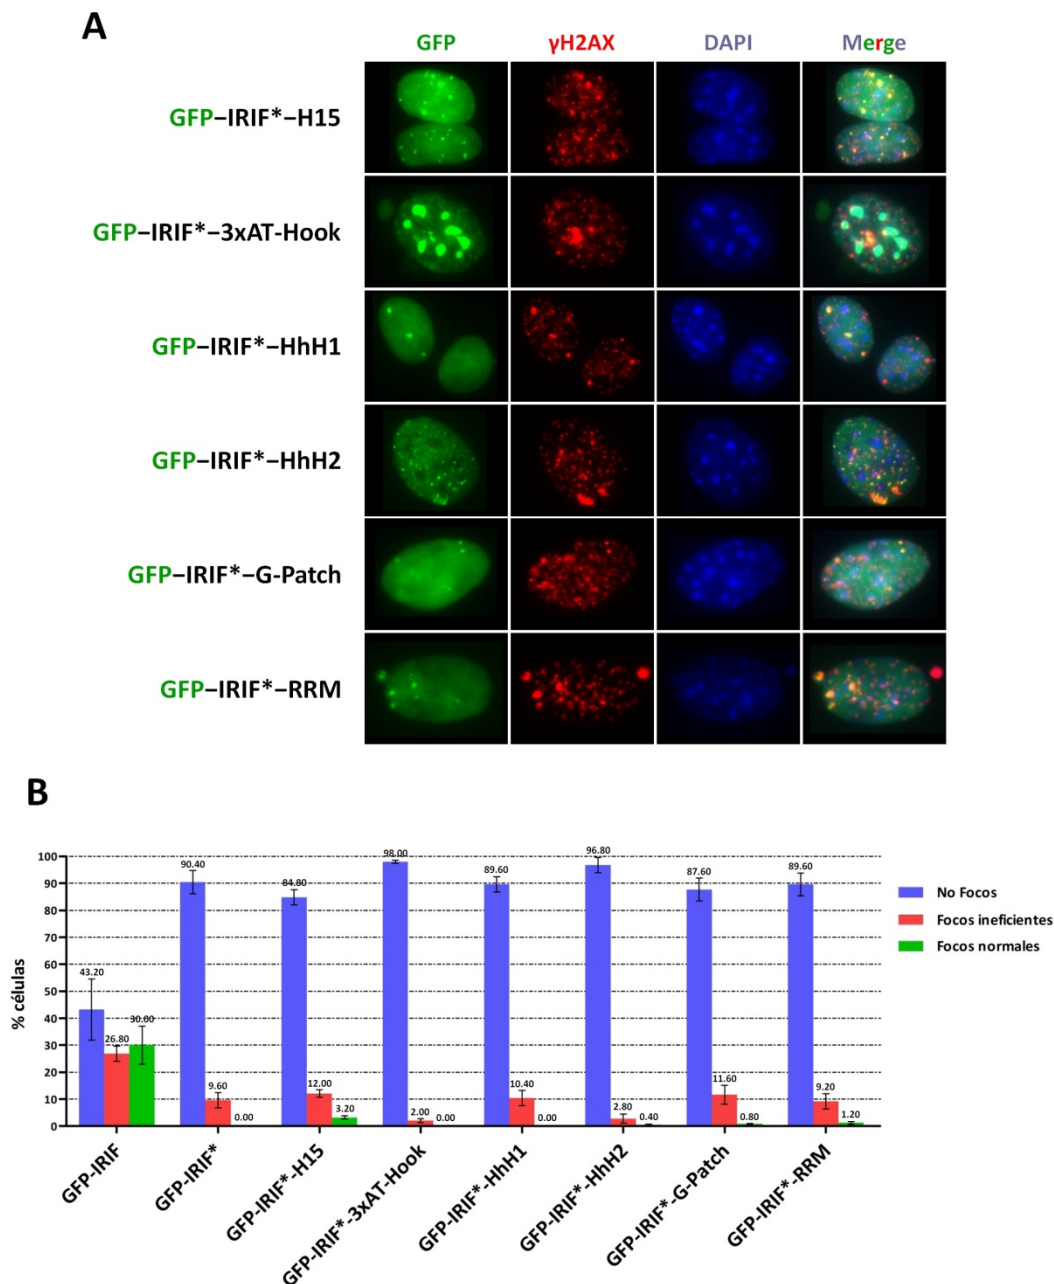 A
GFP γH2AX DAPI Merge
GFP–IRIF*–H15
GFP–IRIF*–3xAT-Hook
GFP–IRIF*–HhH1
GFP–IRIF*–HhH2
GFP–IRIF*–G-Patch
GFP–IRIF*–RRM
B
% células
100
90
80
70
60
50
40
30
20
10
0
43.20 26.80 30.00
90.40 9.60 0.00
84.80 12.00 3.20
98.00 2.00 0.00
89.60 10.40 0.00
96.80 2.80 0.40
87.60 11.60 0.80
89.60 9.20 1.20
No Focos
Focos ineficientes
Focos normales
GFP-IRIF
GFP-IRIF*
GFP-IRIF*-H15
GFP-IRIF*-3xAT-Hook
GFP-IRIF*-HhH1
GFP-IRIF*-HhH2
GFP-IRIF*-G-Patch
GFP-IRIF*-RRM